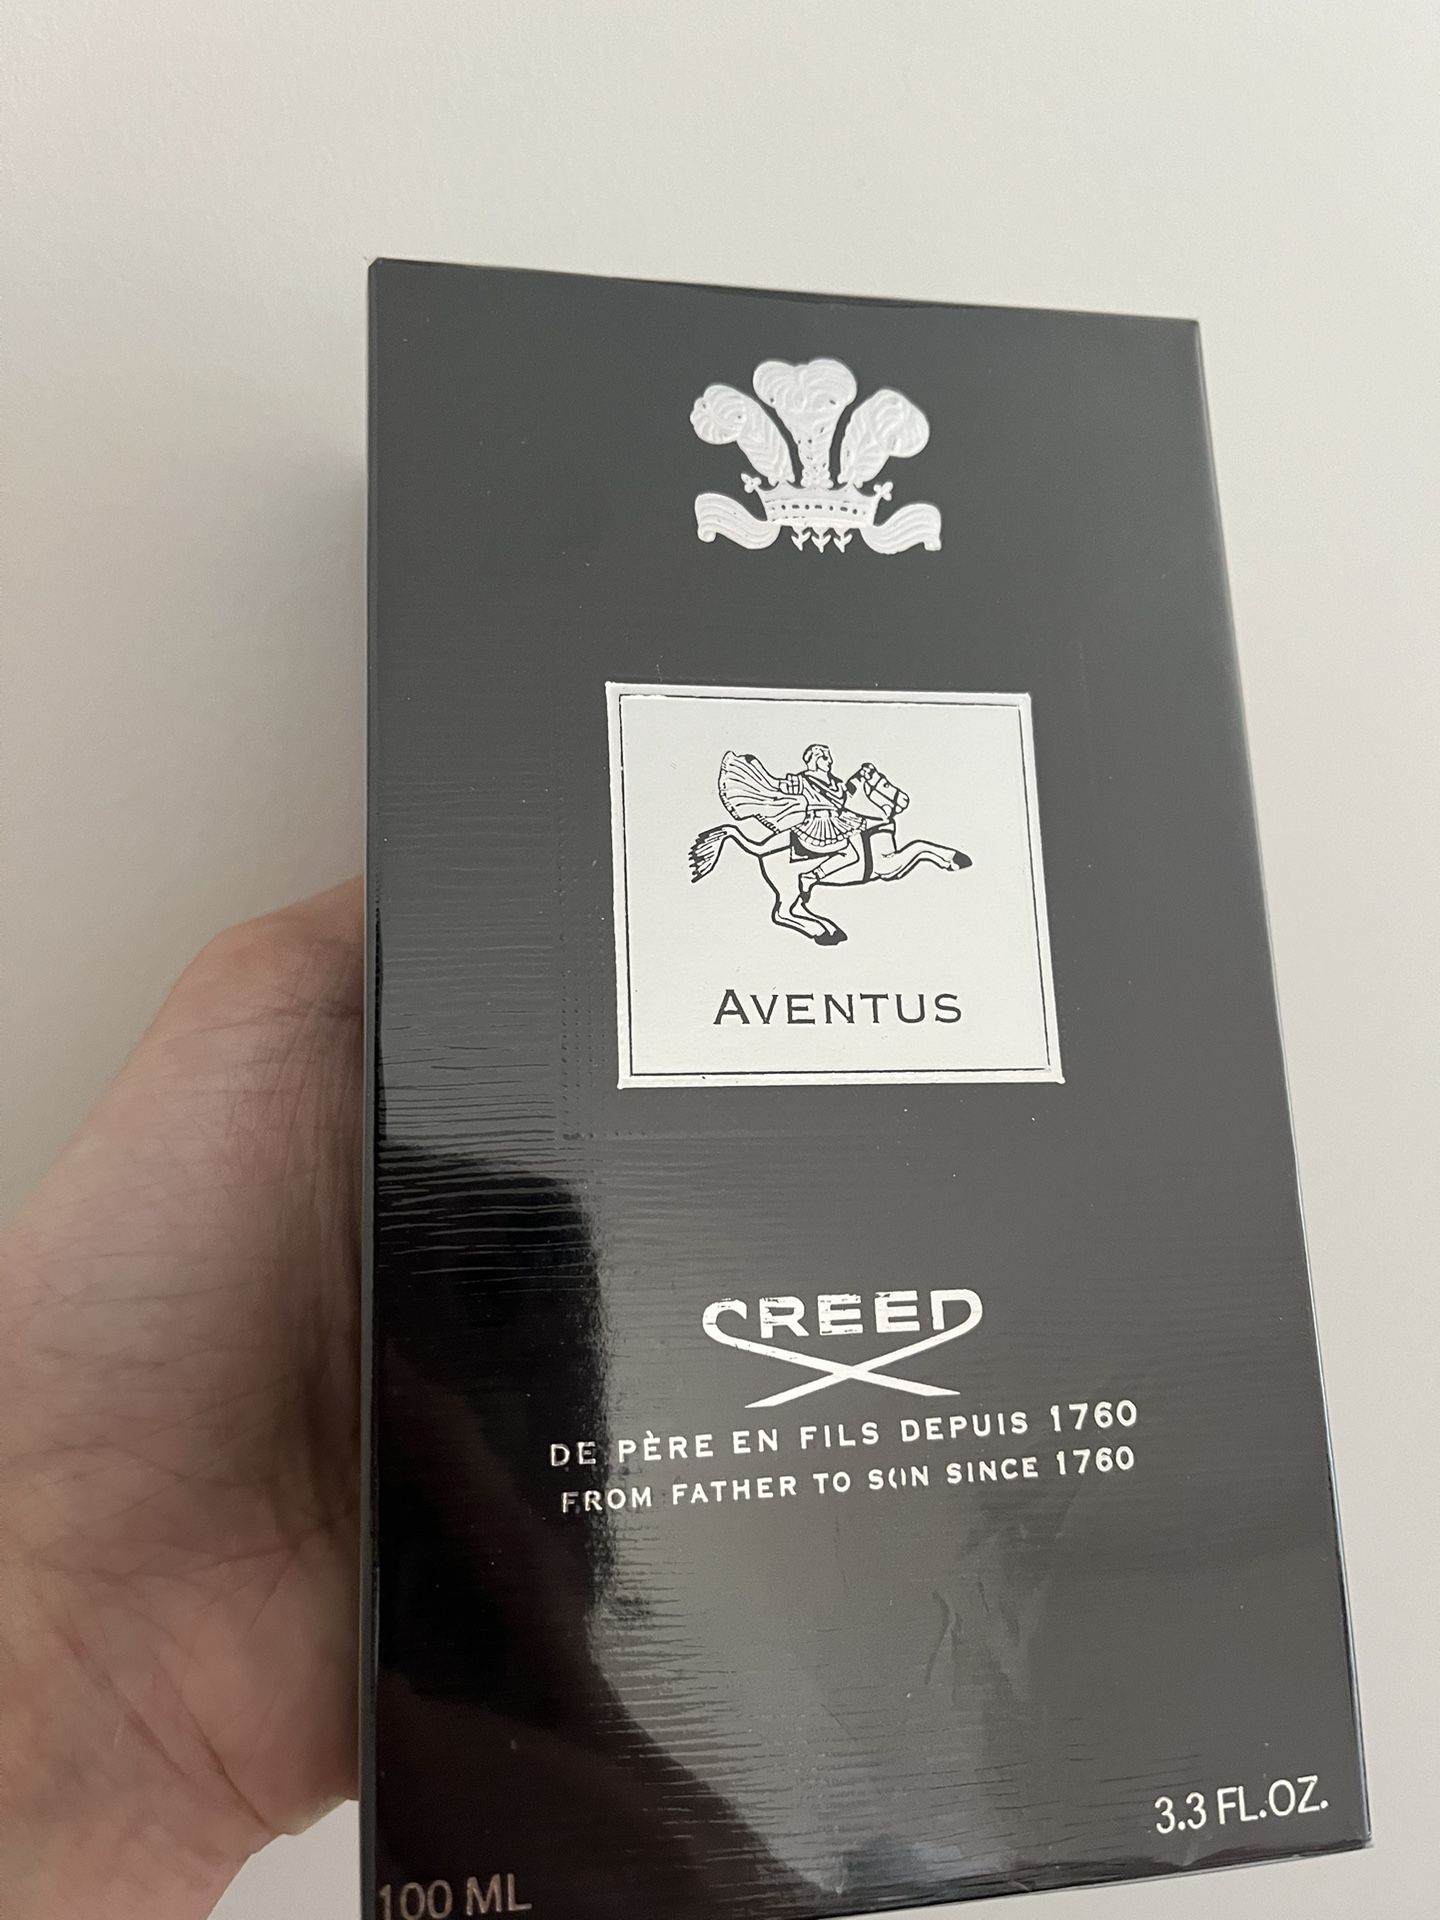 AVENTUS
CREED
DE PÈRE EN FILS DEPUIS 1760
FROM FATHER TO SON SINCE 1760
3.3 FL.OZ.
100 ML